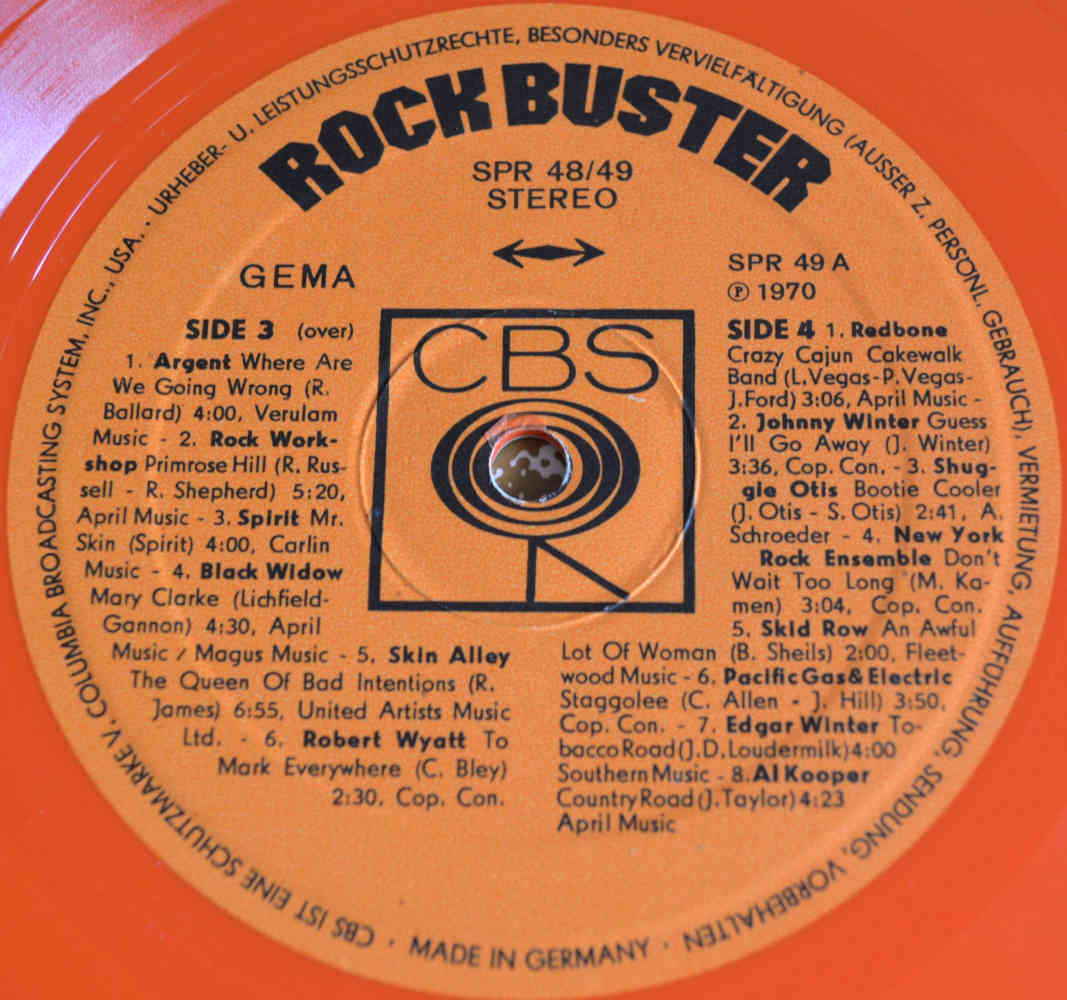 ROCKBUSTER
SPR 48/49
STEREO
GEMA
SPR 49 A
℗ 1970
CBS
SIDE 3 (over)
1. Argent Where Are
We Going Wrong (R.
Ballard) 4:00, Verulam
Music - 2. Rock Work-
shop Primrose Hill (R. Rus-
sell - R. Shepherd) 5:20,
April Music - 3. Spirit Mr.
Skin (Spirit) 4:00, Carlin
Music - 4. Black Widow
Mary Clarke (Lichfield-
Gannon) 4:30, April
Music / Magus Music - 5. Skin Alley
The Queen Of Bad Intentions (R.
James) 6:55, United Artists Music
Ltd. - 6. Robert Wyatt To
Mark Everywhere (C. Bley)
2:30, Cop. Con.
SIDE 4 1. Redbone
Crazy Cajun Cakewalk
Band (L.Vegas-P.Vegas-
J.Ford) 3:06, April Music -
2. Johnny Winter Guess
I'll Go Away (J. Winter)
3:36, Cop. Con. - 3. Shug-
gie Otis Bootie Cooler
(J. Otis - S. Otis) 2:41, A.
Schroeder - 4. New York
Rock Ensemble Don't
Wait Too Long (M. Ka-
men) 3:04, Cop. Con.
5. Skid Row An Awful
Lot Of Woman (B. Sheils) 2:00, Fleet-
wood Music - 6. Pacific Gas & Electric
Staggolee (C. Allen - J. Hill) 3:50,
Cop. Con. - 7. Edgar Winter To-
bacco Road (J.D.Loudermilk) 4:00
Southern Music - 8. Al Kooper
Country Road (J.Taylor) 4:23
April Music
CBS IST EINE SCHUTZMARKE V. COLUMBIA BROADCASTING SYSTEM, INC., USA. · URHEBER- U. LEISTUNGSSCHUTZRECHTE, BESONDERS VERVIELFÄLTIGUNG (AUSSER Z. PERSÖNL. GEBRAUCH), VERMIETUNG, AUFFÜHRUNG, SENDUNG, VORBEHALTEN · MADE IN GERMANY ·